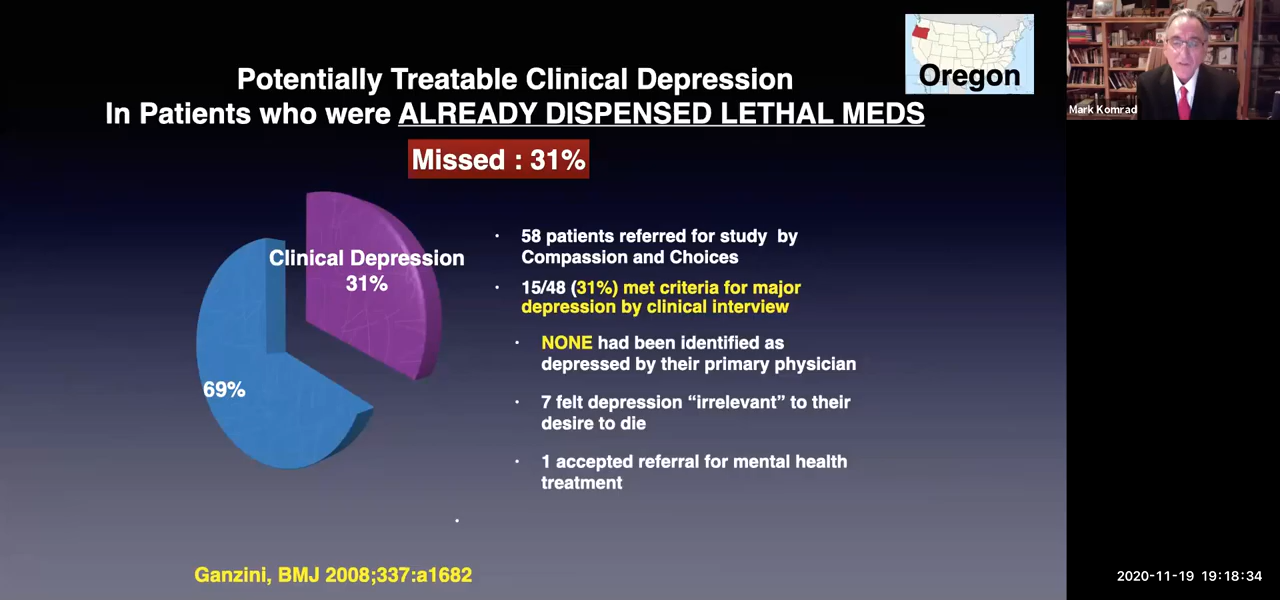 Potentially Treatable Clinical Depression
In Patients who were ALREADY DISPENSED LETHAL MEDS
Oregon
Mark Komrad
Missed : 31%
Clinical Depression
31%
69%
· 58 patients referred for study by
Compassion and Choices
· 15/48 (31%) met criteria for major
depression by clinical interview
· NONE had been identified as
depressed by their primary physician
· 7 felt depression “irrelevant” to their
desire to die
· 1 accepted referral for mental health
treatment
Ganzini, BMJ 2008;337:a1682
2020-11-19 19:18:34